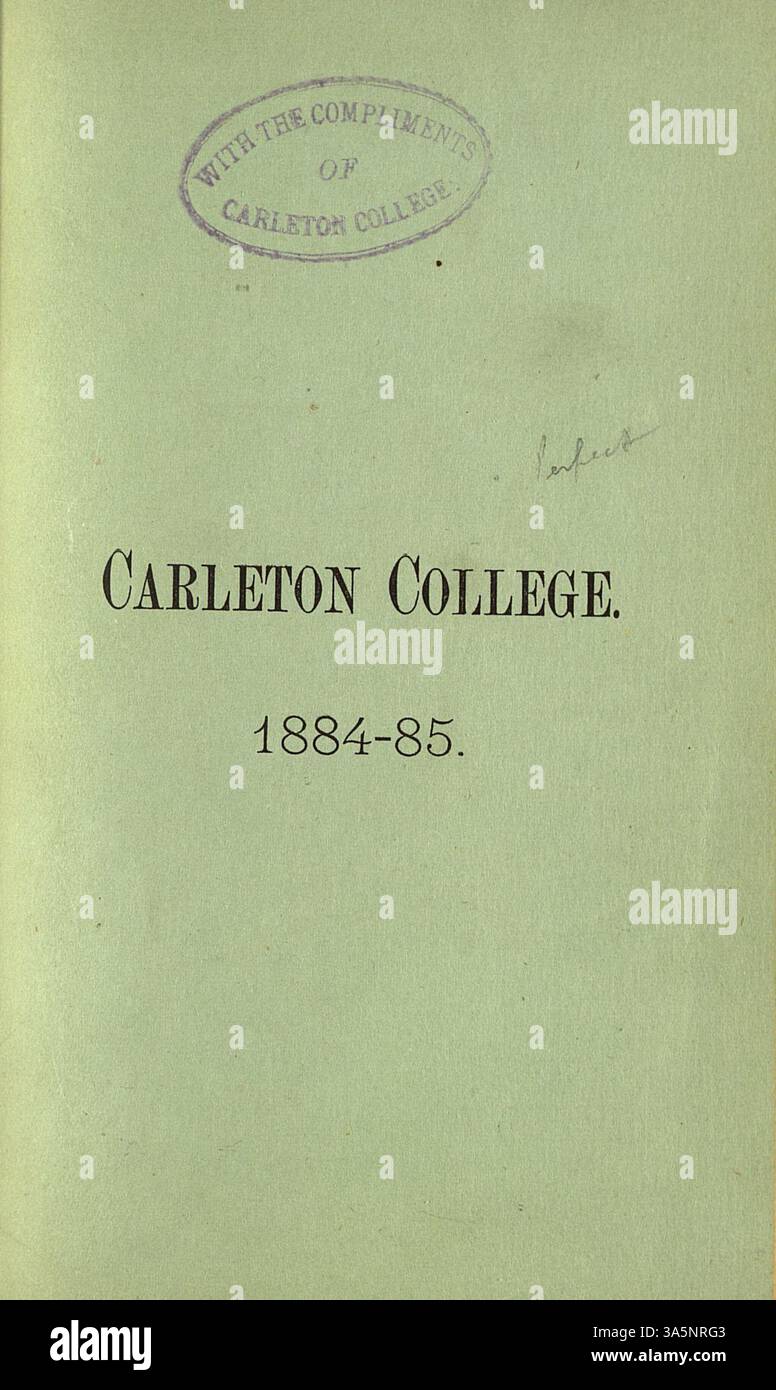 WITH THE COMPLIMENTS
OF
CARLETON COLLEGE.
Perfect
CARLETON COLLEGE.
1884-85.
alamy
alamy
alamy
alamy
Image ID: 3A5NRG3
www.alamy.com